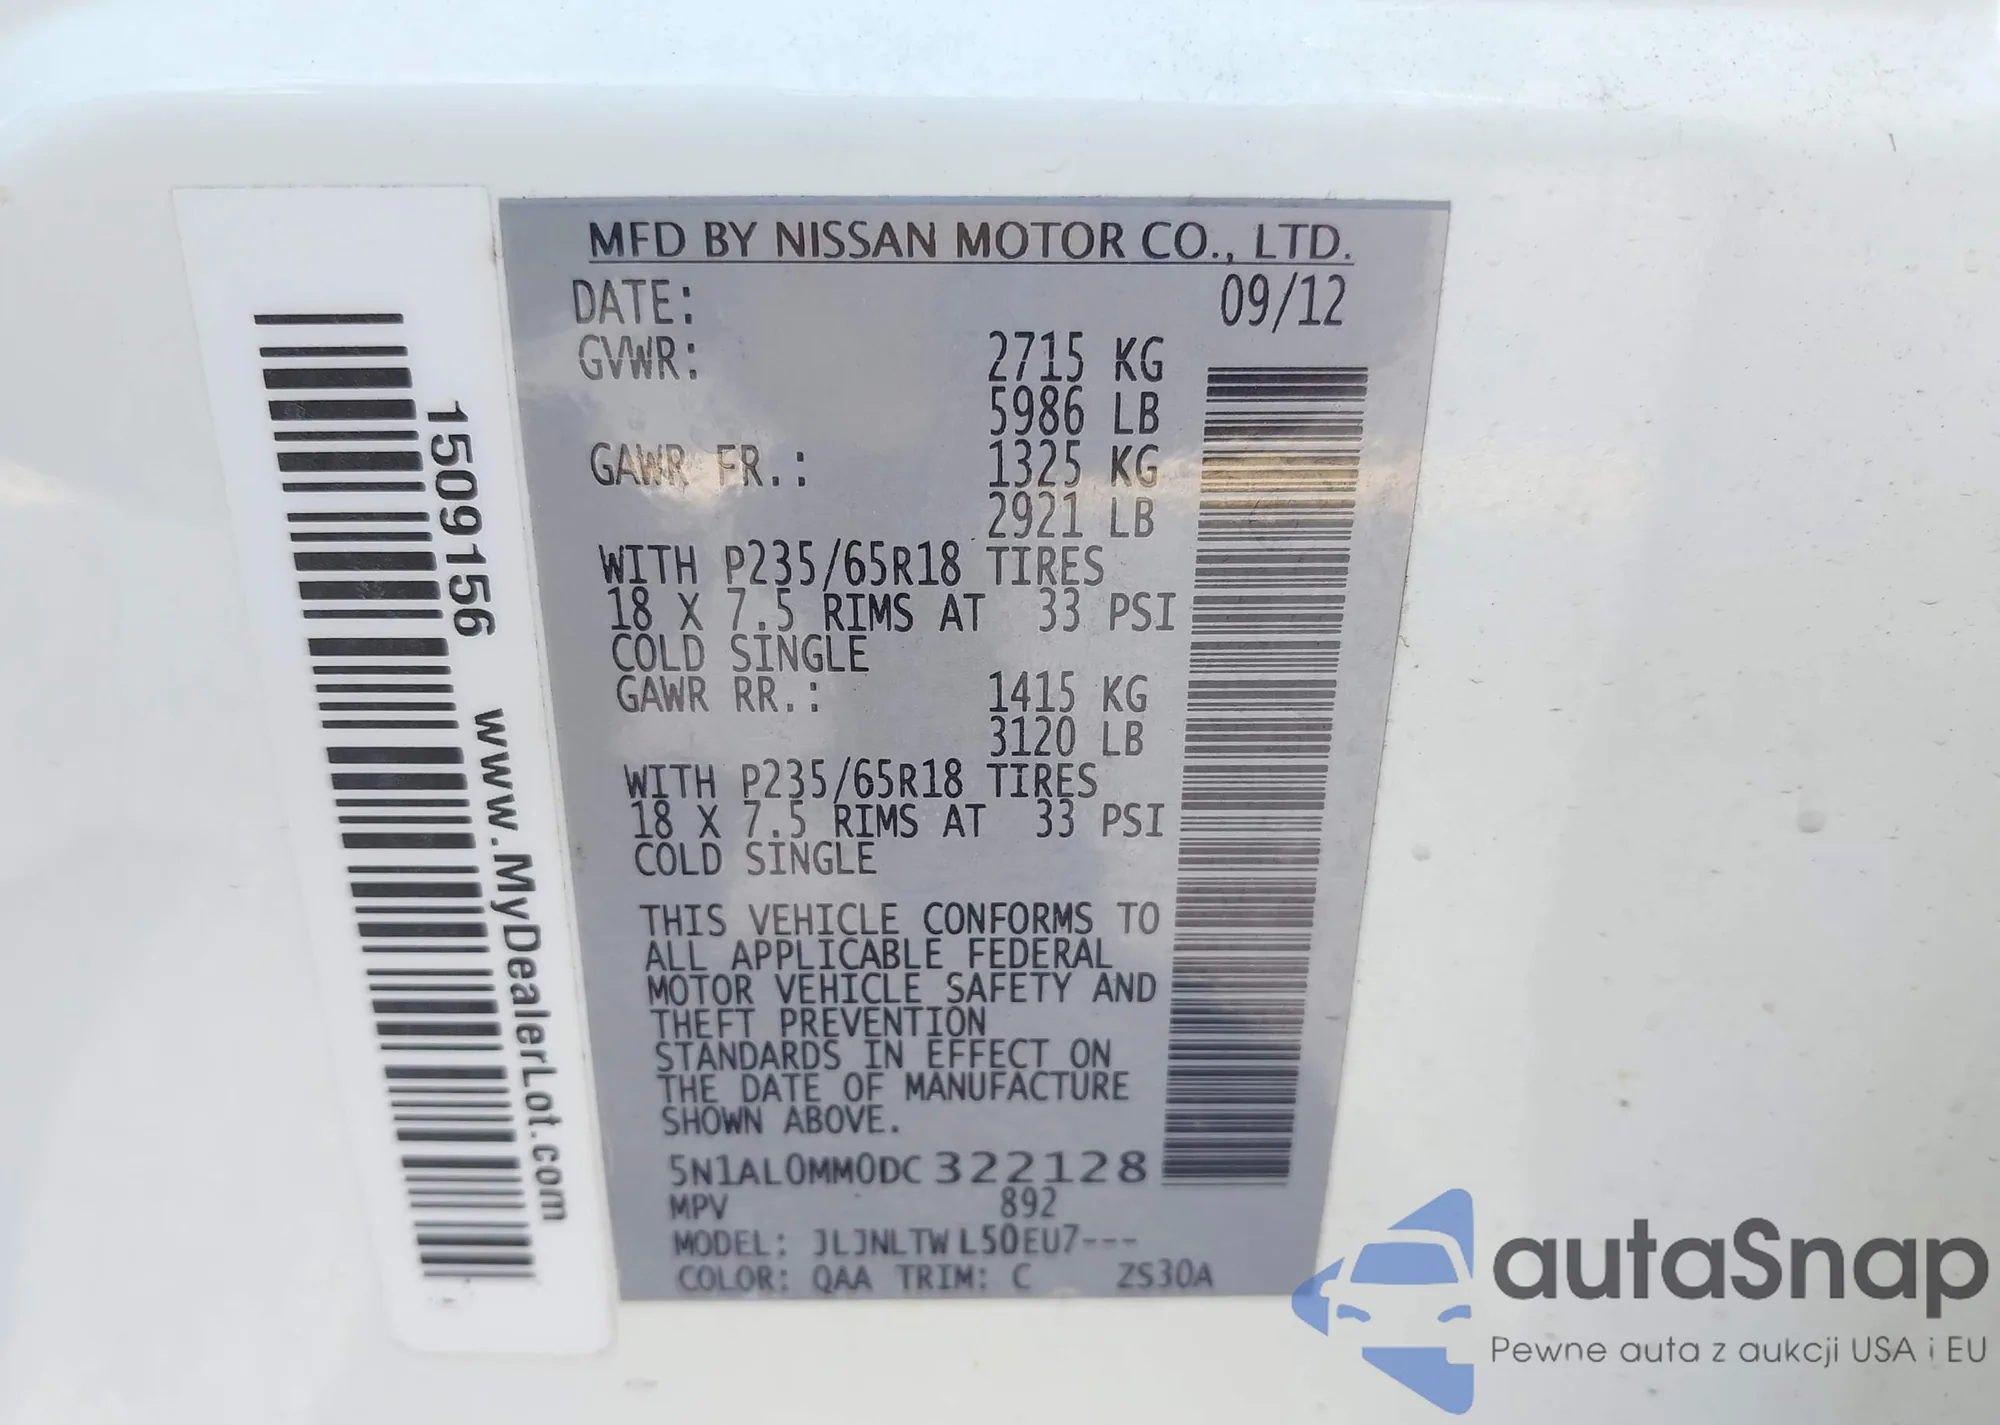 15091156 www.MyDealerLot.com
MFD BY NISSAN MOTOR CO., LTD.
DATE: 09/12
GVWR: 2715 KG
5986 LB
GAWR FR.: 1325 KG
2921 LB
WITH P235/65R18 TIRES
18 X 7.5 RIMS AT 33 PSI
COLD SINGLE
GAWR RR.: 1415 KG
3120 LB
WITH P235/65R18 TIRES
18 X 7.5 RIMS AT 33 PSI
COLD SINGLE
THIS VEHICLE CONFORMS TO
ALL APPLICABLE FEDERAL
MOTOR VEHICLE SAFETY AND
THEFT PREVENTION
STANDARDS IN EFFECT ON
THE DATE OF MANUFACTURE
SHOWN ABOVE.
5N1AL0MM0DC322128
MPV 892
MODEL: JLJNLTWL50EU7---
COLOR: QAA TRIM: C ZS30A
autoSnap
Pewne auta z aukcji USA i EU